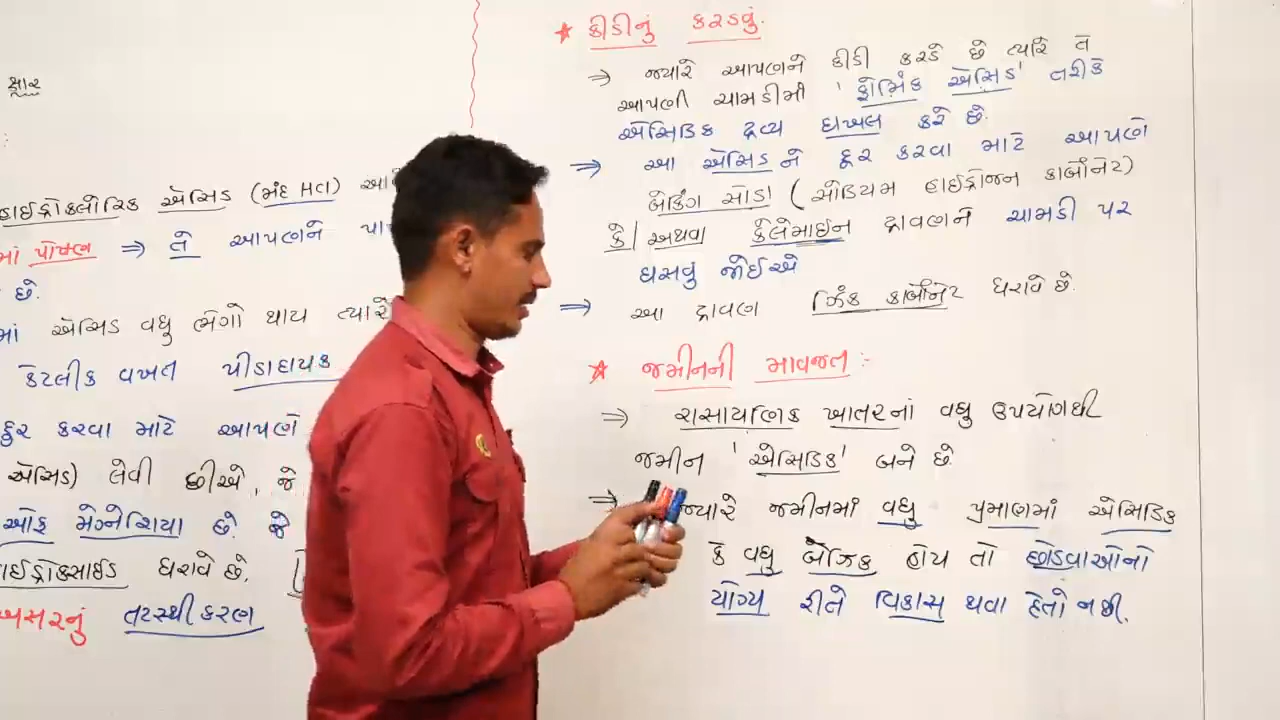 ક્ષાર
હાઈડ્રોક્લોરિક એસિડ (મંદ HCl)
માં પોષણ ⇒ તે આપણને
છે.
માં એસિડ વધુ ભેગો થાય ત્યારે
કેટલીક વખત પીડાદાયક
દૂર કરવા માટે આપણે
એસિડ) લેવી છીએ, જે
ઓફ મેગ્નેશિયા છે. જે
હાઈડ્રોક્સાઈડ ધરાવે છે.
અસરનું તટસ્થીકરણ
★ કીડીનું કરડવું.
⇒ જ્યારે આપણને કીડી કરડે છે ત્યારે તે
આપણી ચામડીમાં 'ફોર્મિક એસિડ' તરીકે
એસિડિક દ્રવ્ય દાખલ કરે છે.
⇒ આ એસિડને દૂર કરવા માટે આપણે
બેકિંગ સોડા (સોડિયમ હાઈડ્રોજન કાર્બોનેટ)
કે/અથવા કેલેમાઈન દ્રાવણને ચામડી પર
ઘસવું જોઈએ
⇒ આ દ્રાવણ ઝિંક કાર્બોનેટ ધરાવે છે.
★ જમીનની માવજત :-
⇒ રાસાયણિક ખાતરનાં વધુ ઉપયોગથી
જમીન 'એસિડિક' બને છે
⇒ જ્યારે જમીનમાં વધુ પ્રમાણમાં એસિડિક
કે વધુ બેઝિક હોય તો છોડવાઓનો
યોગ્ય રીતે વિકાસ થવા હેતો નથી.